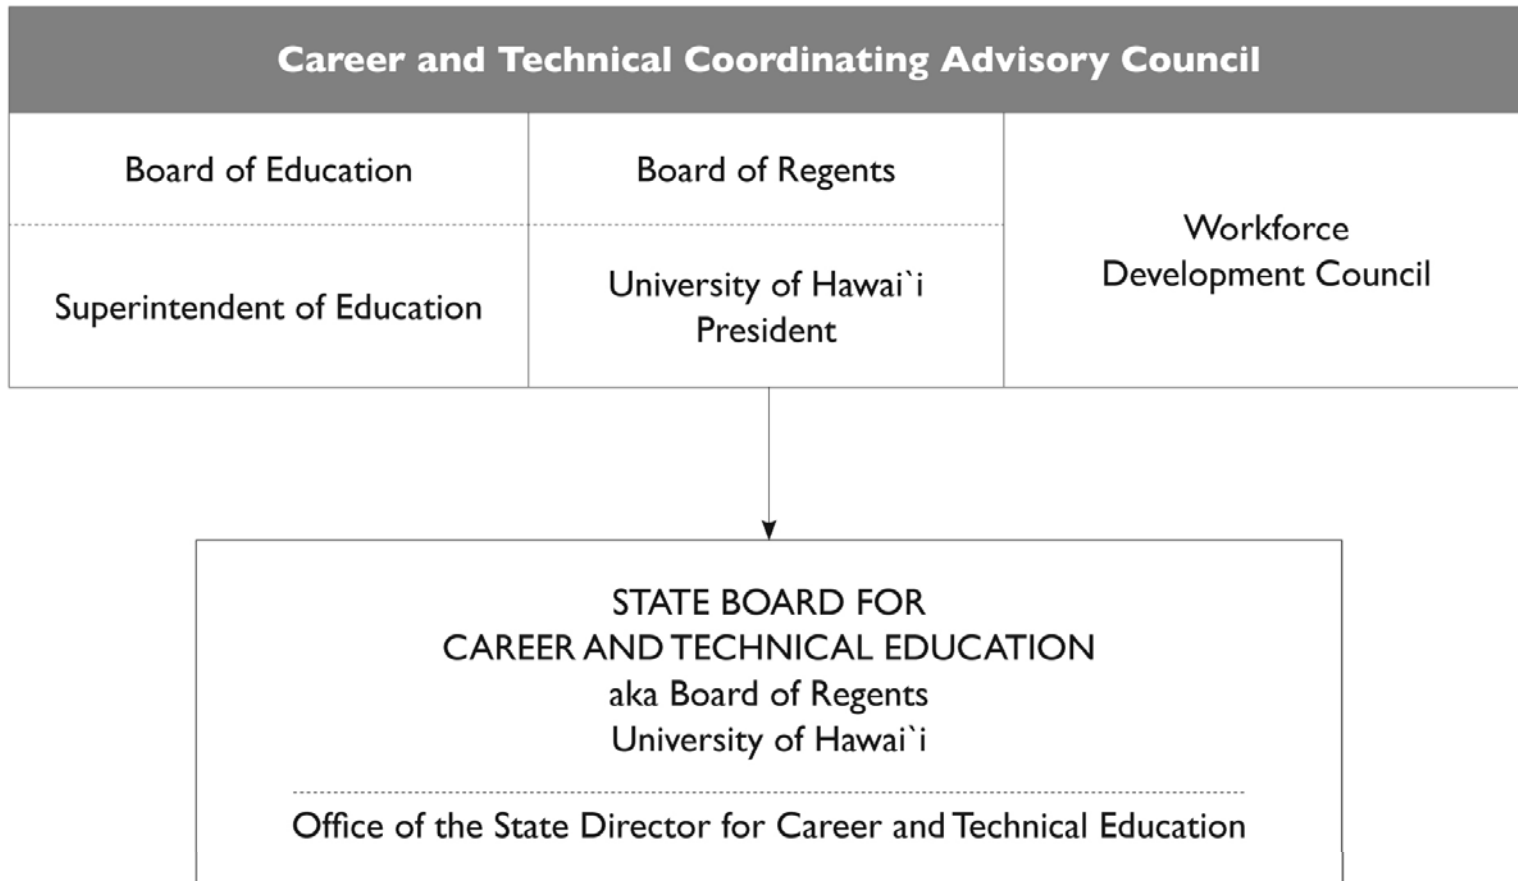 Career and Technical Coordinating Advisory Council
Board of Education
Superintendent of Education
Board of Regents
University of Hawai`i
President
Workforce
Development Council
STATE BOARD FOR
CAREER AND TECHNICAL EDUCATION
aka Board of Regents
University of Hawai`i
Office of the State Director for Career and Technical Education